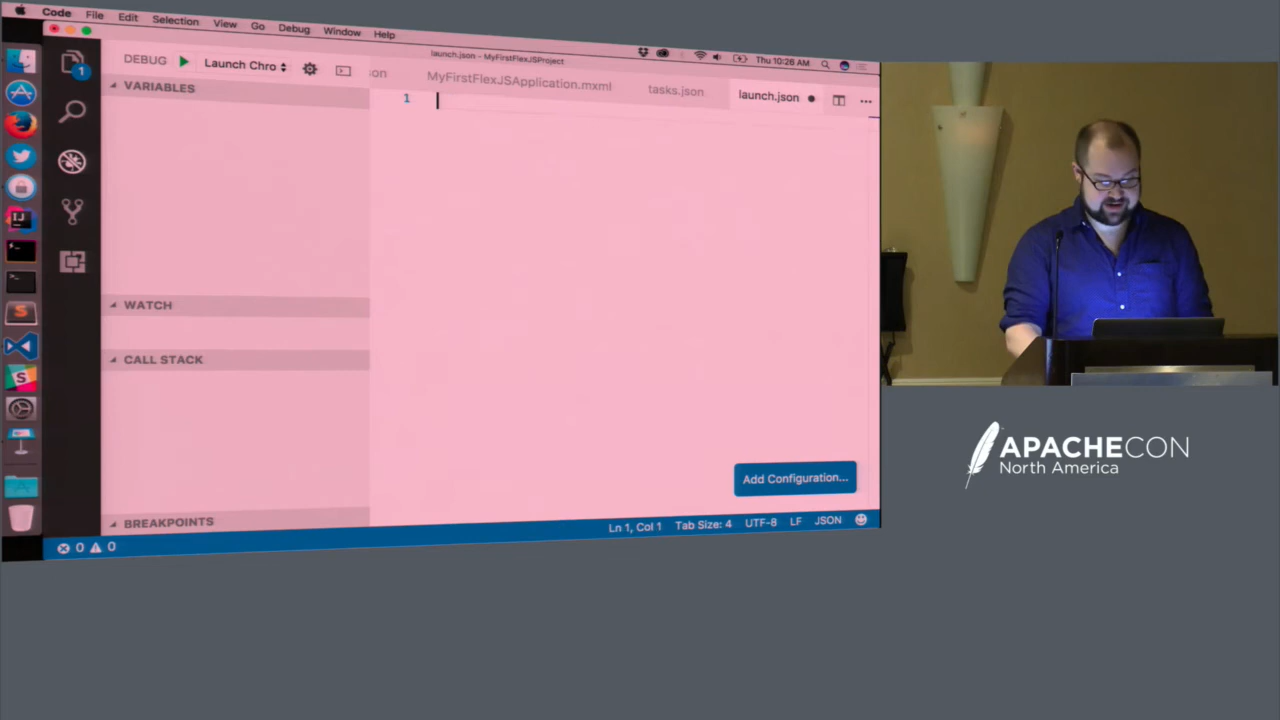 Code File Edit Selection View Go Debug Window Help
Thu 10:26 AM
launch.json - MyFirstFlexJSProject
DEBUG Launch Chro
on MyFirstFlexJSApplication.mxml tasks.json launch.json
1
1
VARIABLES
WATCH
CALL STACK
BREAKPOINTS
Add Configuration...
0 0
Ln 1, Col 1 Tab Size: 4 UTF-8 LF JSON
IJ
S
S
APACHECON
North America